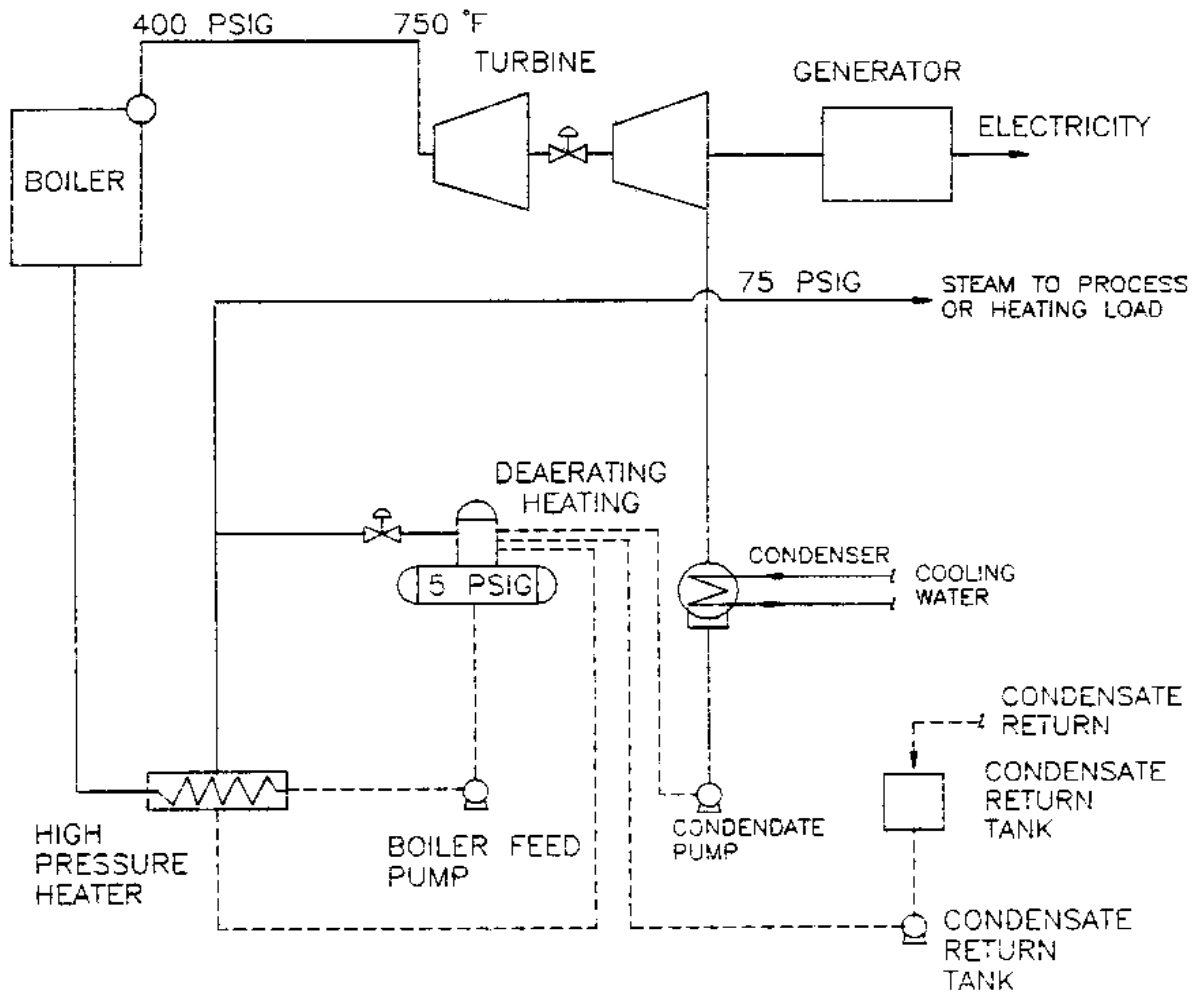 400 PSIG
750 °F
TURBINE
GENERATOR
ELECTRICITY
BOILER
75 PSIG
STEAM TO PROCESS
OR HEATING LOAD
DEAERATING
HEATING
5 PSIG
CONDENSER
COOLING
WATER
CONDENSATE
RETURN
CONDENSATE
RETURN
TANK
HIGH
PRESSURE
HEATER
BOILER FEED
PUMP
CONDENDATE
PUMP
CONDENSATE
RETURN
TANK